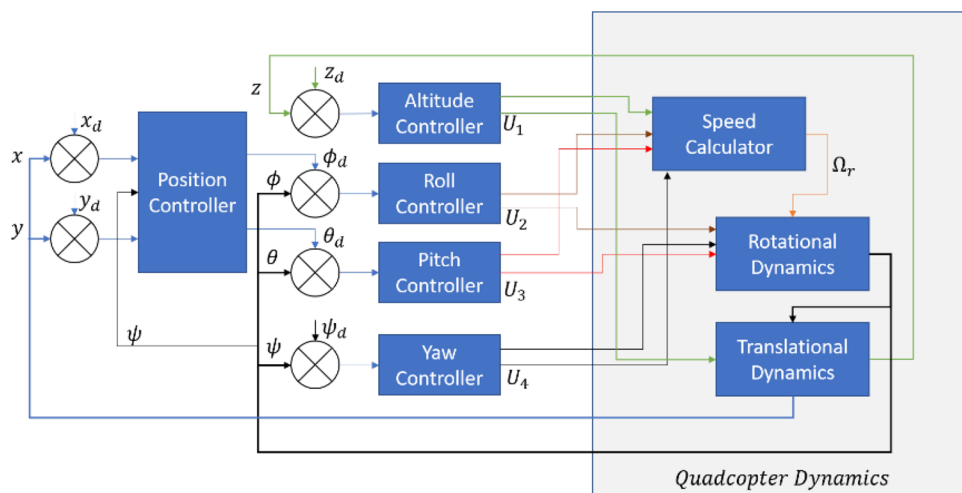 z_d
z
Altitude
Controller
U_1
Speed
Calculator
x_d
x
Position
Controller
ϕ_d
ϕ
Roll
Controller
U_2
Ω_r
y_d
y
θ_d
θ
Pitch
Controller
U_3
Rotational
Dynamics
ψ
ψ_d
ψ
Yaw
Controller
U_4
Translational
Dynamics
Quadcopter Dynamics